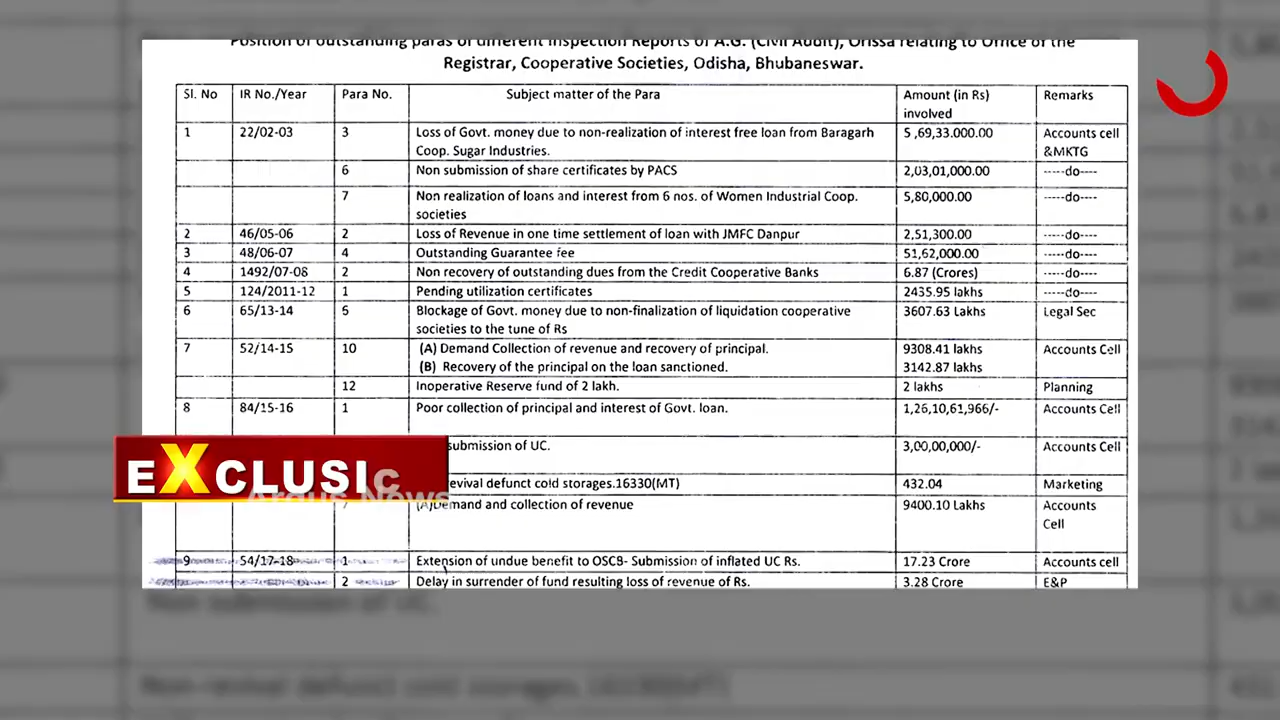 Position of outstanding paras of different Inspection Reports of A.G. (Civil Audit), Orissa relating to Office of the
Registrar, Cooperative Societies, Odisha, Bhubaneswar.
Sl. No IR No./Year Para No. Subject matter of the Para Amount (in Rs) involved Remarks
1 22/02-03 3 Loss of Govt. money due to non-realization of interest free loan from Baragarh 5,69,33.000.00 Accounts cell
Coop. Sugar Industries. &MKTG
6 Non submission of share certificates by PACS 2,03,01,000.00 -----do----
7 Non realization of loans and interest from 6 nos. of Women Industrial Coop. 5,80,000.00 -----do----
societies
2 46/05-06 2 Loss of Revenue in one time settlement of loan with JMFC Danpur 2,51,300.00 -----do----
3 48/06-07 4 Outstanding Guarantee fee 51,62,000.00 -----do----
4 1492/07-08 2 Non recovery of outstanding dues from the Credit Cooperative Banks 6.87 (Crores) -----do----
5 124/2011-12 1 Pending utilization certificates 2435.95 lakhs -----do----
6 65/13-14 5 Blockage of Govt. money due to non-finalization of liquidation cooperative 3607.63 Lakhs Legal Sec
societies to the tune of Rs
7 52/14-15 10 (A) Demand Collection of revenue and recovery of principal. 9308.41 lakhs Accounts Cell
(B) Recovery of the principal on the loan sanctioned. 3142.87 lakhs
12 Inoperative Reserve fund of 2 lakh. 2 lakhs Planning
8 84/15-16 1 Poor collection of principal and interest of Govt. loan. 1,26,10,61,966/- Accounts Cell
submission of UC. 3,00,00,000/- Accounts Cell
revival defunct cold storages.16330(MT) 432.04 Marketing
7 (A)Demand and collection of revenue 9400.10 Lakhs Accounts
Cell
9 54/17-18 1 Extension of undue benefit to OSCB- Submission of inflated UC Rs. 17.23 Crore Accounts cell
2 Delay in surrender of fund resulting loss of revenue of Rs. 3.28 Crore E&P
EXCLUSI
Argus News
Non submission of UC.
Non-revival defunct cold storages.16330(MT)